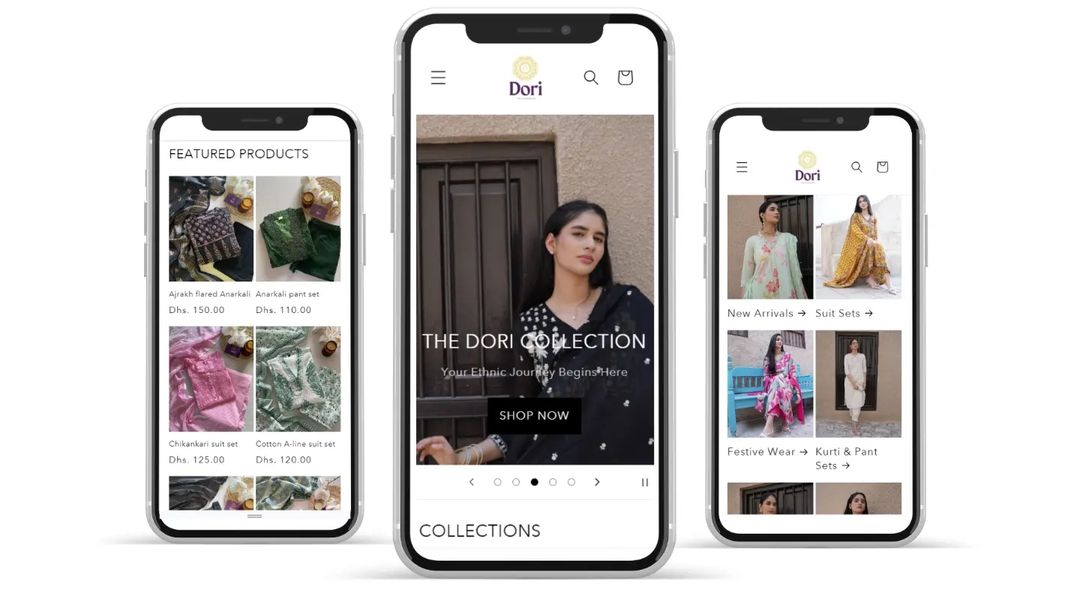 FEATURED PRODUCTS
Ajrakh flared Anarkali
Dhs. 150.00
Anarkali pant set
Dhs. 110.00
Chikankari suit set
Dhs. 125.00
Cotton A-line suit set
Dhs. 120.00
Dori
THE DORI COLLECTION
Your Ethnic Journey Begins Here
SHOP NOW
COLLECTIONS
Dori
New Arrivals →
Suit Sets →
Festive Wear →
Kurti & Pant
Sets →